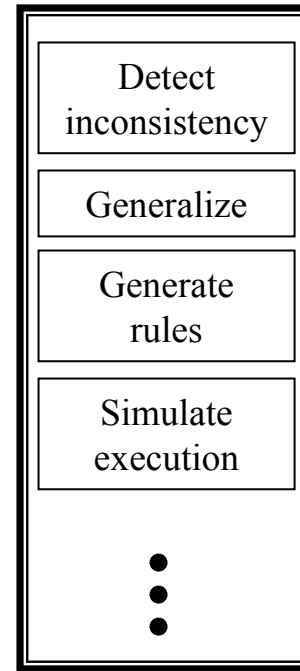 Detect
inconsistency
Generalize
Generate
rules
Simulate
execution